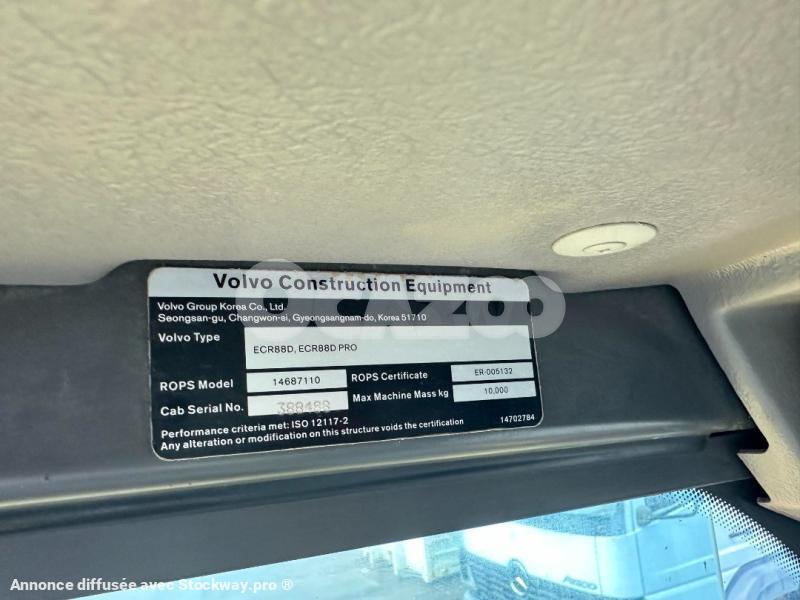 Volvo Construction Equipment
Volvo Group Korea Co., Ltd.
Seongsan-gu, Changwon-si, Gyeongsangnam-do, Korea 51710
Volvo Type
ECR88D, ECR88D PRO
ROPS Model 14687110 ROPS Certificate ER-005132
Cab Serial No. 388488 Max Machine Mass kg 10,000
Performance criteria met: ISO 12117-2
Any alteration or modification on this structure voids the certification 14702784
OCAZOO
Annonce diffusée avec Stockway.pro ®